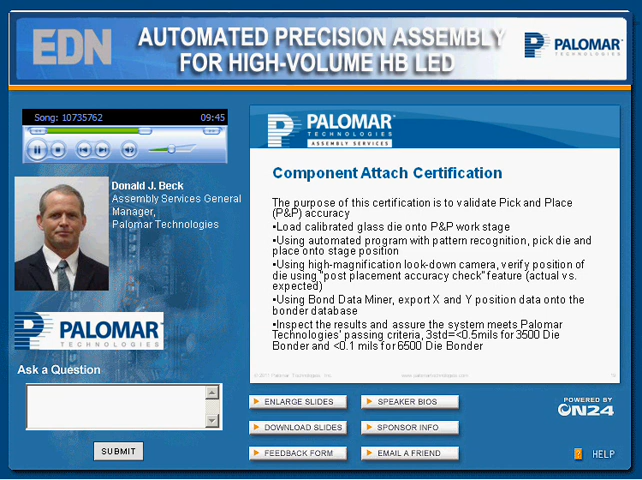 EDN
AUTOMATED PRECISION ASSEMBLY
FOR HIGH-VOLUME HB LED
PALOMAR
TECHNOLOGIES
Song: 10735762 09:45
Donald J. Beck
Assembly Services General
Manager,
Palomar Technologies
PALOMAR
TECHNOLOGIES
Ask a Question
SUBMIT
PALOMAR
TECHNOLOGIES
ASSEMBLY SERVICES
Component Attach Certification
The purpose of this certification is to validate Pick and Place
(P&P) accuracy
•Load calibrated glass die onto P&P work stage
•Using automated program with pattern recognition, pick die and
place onto stage position
•Using high-magnification look-down camera, verify position of
die using "post placement accuracy check" feature (actual vs.
expected)
•Using Bond Data Miner, export X and Y position data onto the
bonder database
•Inspect the results and assure the system meets Palomar
Technologies' passing criteria, 3std=<0.5mils for 3500 Die
Bonder and <0.1 mils for 6500 Die Bonder
© 2011 Palomar Technologies, Inc. www.palomartechnologies.com
ENLARGE SLIDES SPEAKER BIOS
DOWNLOAD SLIDES SPONSOR INFO
FEEDBACK FORM EMAIL A FRIEND
POWERED BY
ON24
? HELP